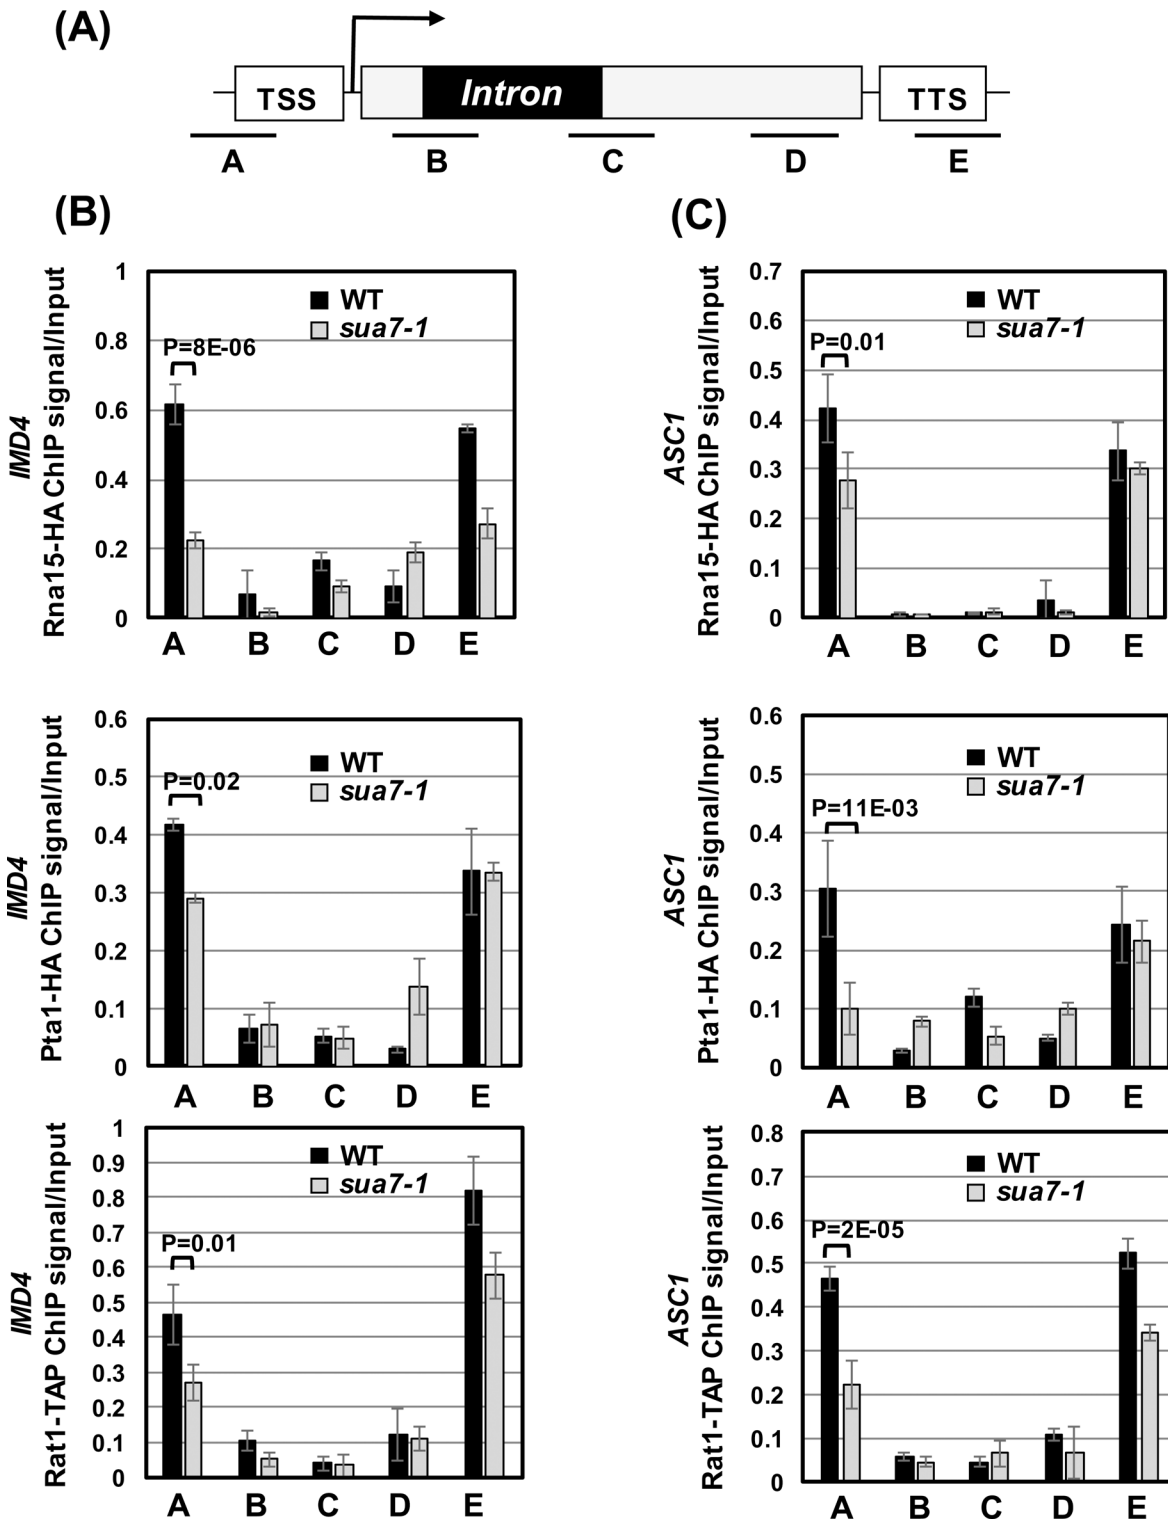 (A)
TSS
Intron
TTS
A B C D E
(B)
IMD4
Rna15-HA ChIP signal/Input
1
0.8
0.6
0.4
0.2
0
WT
sua7-1
P=8E-06
A B C D E
IMD4
Pta1-HA ChIP signal/Input
0.6
0.5
0.4
0.3
0.2
0.1
0
WT
sua7-1
P=0.02
A B C D E
IMD4
Rat1-TAP ChIP signal/Input
1
0.9
0.8
0.7
0.6
0.5
0.4
0.3
0.2
0.1
0
WT
sua7-1
P=0.01
A B C D E
(C)
ASC1
Rna15-HA ChIP signal/Input
0.7
0.6
0.5
0.4
0.3
0.2
0.1
0
WT
sua7-1
P=0.01
A B C D E
ASC1
Pta1-HA ChIP signal/Input
0.6
0.5
0.4
0.3
0.2
0.1
0
WT
sua7-1
P=11E-03
A B C D E
ASC1
Rat1-TAP ChIP signal/Input
0.8
0.7
0.6
0.5
0.4
0.3
0.2
0.1
0
WT
sua7-1
P=2E-05
A B C D E